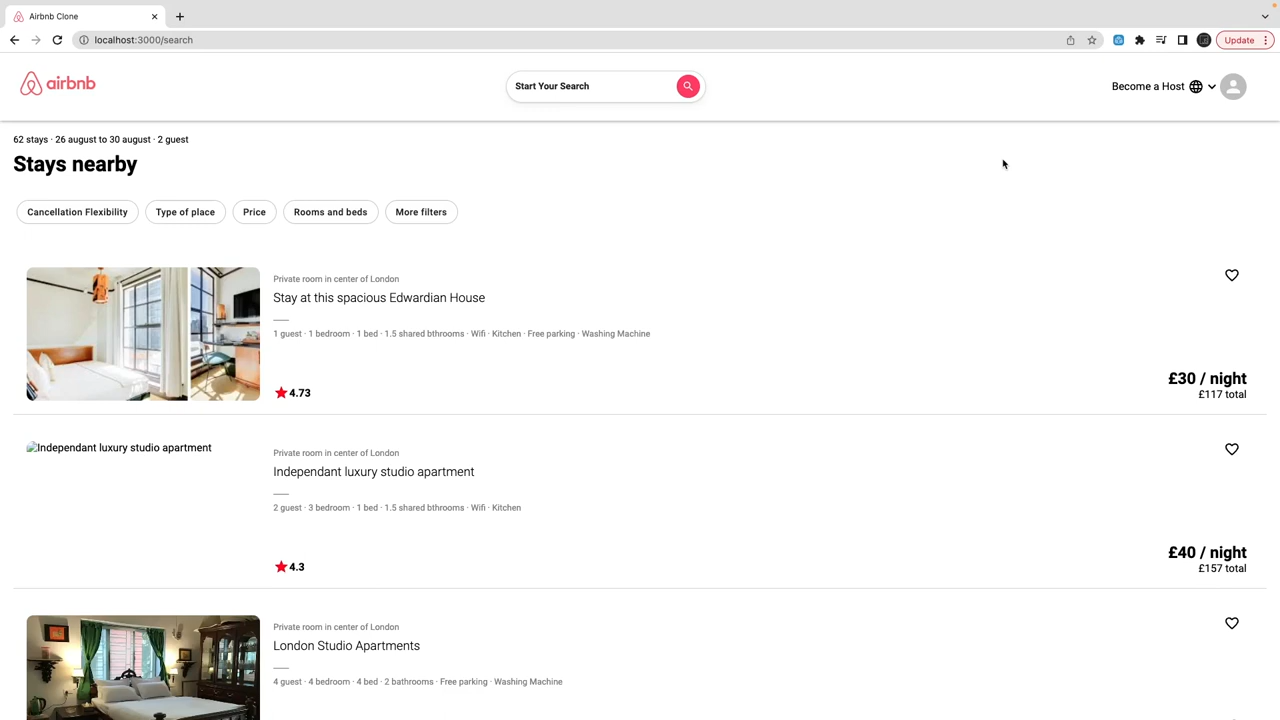 Airbnb Clone
localhost:3000/search
Update
airbnb
Start Your Search
Become a Host
62 stays · 26 august to 30 august · 2 guest
Stays nearby
Cancellation Flexibility
Type of place
Price
Rooms and beds
More filters
Private room in center of London
Stay at this spacious Edwardian House
1 guest · 1 bedroom · 1 bed · 1.5 shared bthrooms · Wifi · Kitchen · Free parking · Washing Machine
4.73
£30 / night
£117 total
Independant luxury studio apartment
Private room in center of London
Independant luxury studio apartment
2 guest · 3 bedroom · 1 bed · 1.5 shared bthrooms · Wifi · Kitchen
4.3
£40 / night
£157 total
Private room in center of London
London Studio Apartments
4 guest · 4 bedroom · 4 bed · 2 bathrooms · Free parking · Washing Machine